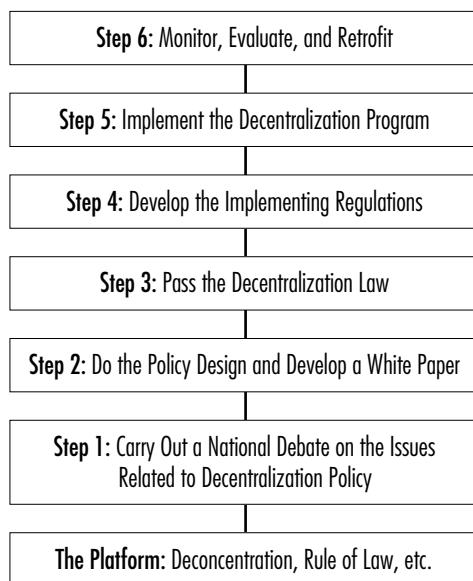 Step 6: Monitor, Evaluate, and Retrofit
Step 5: Implement the Decentralization Program
Step 4: Develop the Implementing Regulations
Step 3: Pass the Decentralization Law
Step 2: Do the Policy Design and Develop a White Paper
Step 1: Carry Out a National Debate on the Issues
Related to Decentralization Policy
The Platform: Deconcentration, Rule of Law, etc.